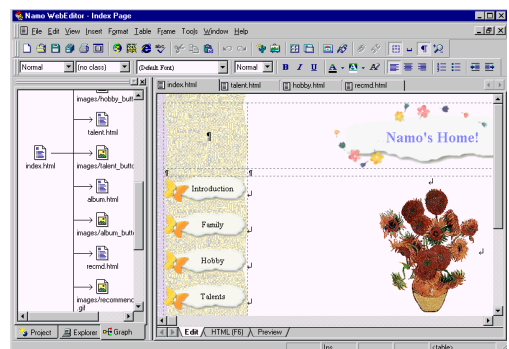 Namo WebEditor - Index Page
File Edit View Insert Format Table Frame Tools Window Help
Normal (no class) (Default Font) Normal B I U A A A
index.html talent.html hobby.html recmd.html
images/hobby_butt
talent.html
index.html images/talent_butto
album.html
images/album_butto
recmd.html
images/recommend
.gif
Namo's Home!
Introduction
Family
Hobby
Talents
Project Explorer Graph
Edit HTML (F6) Preview
Ins <table>